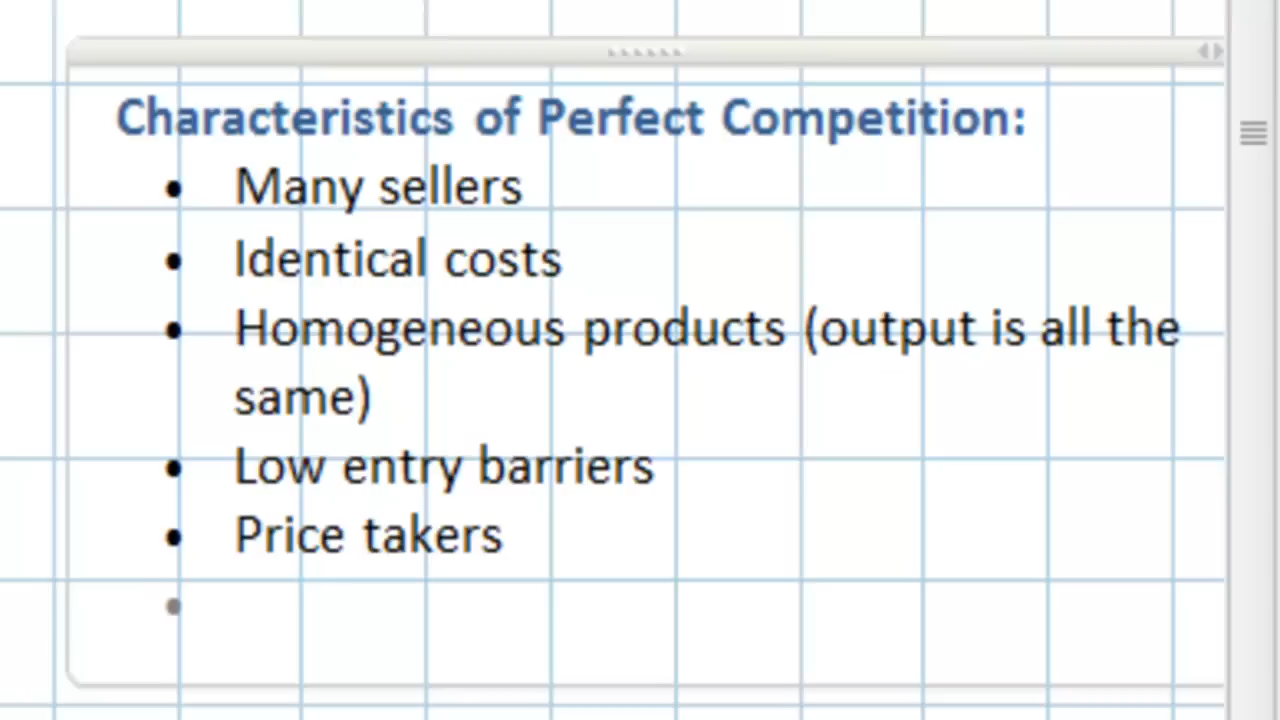 Characteristics of Perfect Competition:
• Many sellers
• Identical costs
• Homogeneous products (output is all the
same)
• Low entry barriers
• Price takers
•